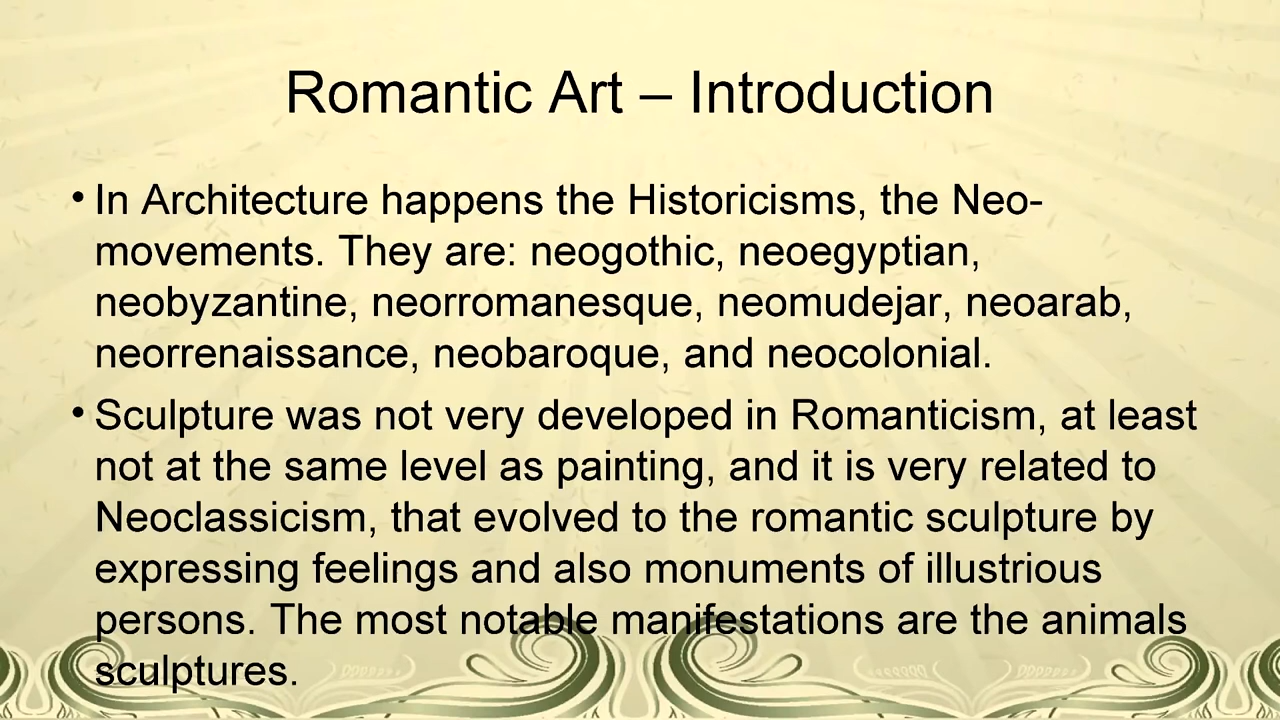 Romantic Art – Introduction
• In Architecture happens the Historicisms, the Neo-
movements. They are: neogothic, neoegyptian,
neobyzantine, neorromanesque, neomudejar, neoarab,
neorrenaissance, neobaroque, and neocolonial.
• Sculpture was not very developed in Romanticism, at least
not at the same level as painting, and it is very related to
Neoclassicism, that evolved to the romantic sculpture by
expressing feelings and also monuments of illustrious
persons. The most notable manifestations are the animals
sculptures.